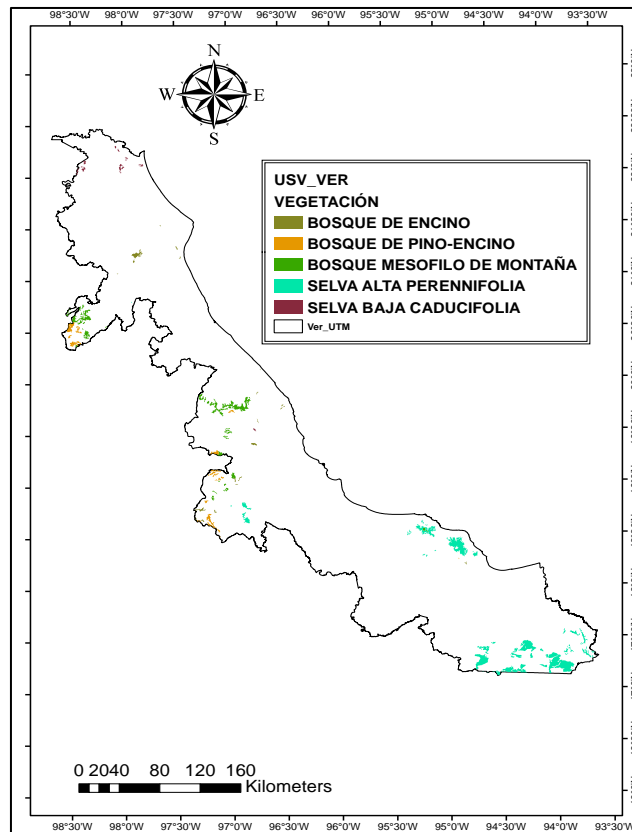 98°30'W 98°0'W 97°30'W 97°0'W 96°30'W 96°0'W 95°30'W 95°0'W 94°30'W 94°0'W 93°30'W
N
W E
S
USV_VER
VEGETACIÓN
BOSQUE DE ENCINO
BOSQUE DE PINO-ENCINO
BOSQUE MESOFILO DE MONTAÑA
SELVA ALTA PERENNIFOLIA
SELVA BAJA CADUCIFOLIA
Ver_UTM
0 20 40 80 120 160
Kilometers
98°30'W 98°0'W 97°30'W 97°0'W 96°30'W 96°0'W 95°30'W 95°0'W 94°30'W 94°0'W 93°30'W